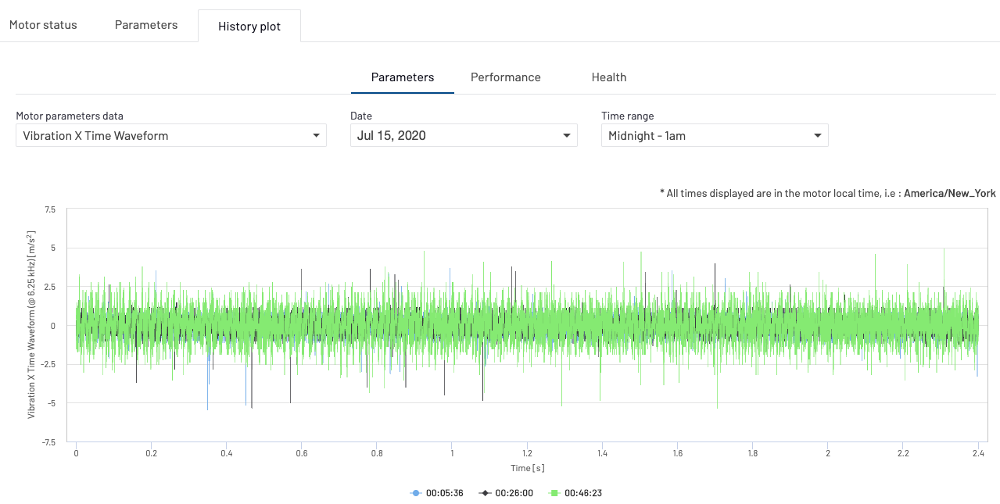 Motor status Parameters History plot
Parameters Performance Health
Motor parameters data Date Time range
Vibration X Time Waveform Jul 15, 2020 Midnight - 1am
* All times displayed are in the motor local time, i.e : America/New_York
Vibration X Time Waveform (@ 6.25 kHz) [m/s²]
7.5
5
2.5
0
-2.5
-5
-7.5
0 0.2 0.4 0.6 0.8 1 1.2 1.4 1.6 1.8 2 2.2 2.4
Time [s]
00:05:36 00:26:00 00:46:23